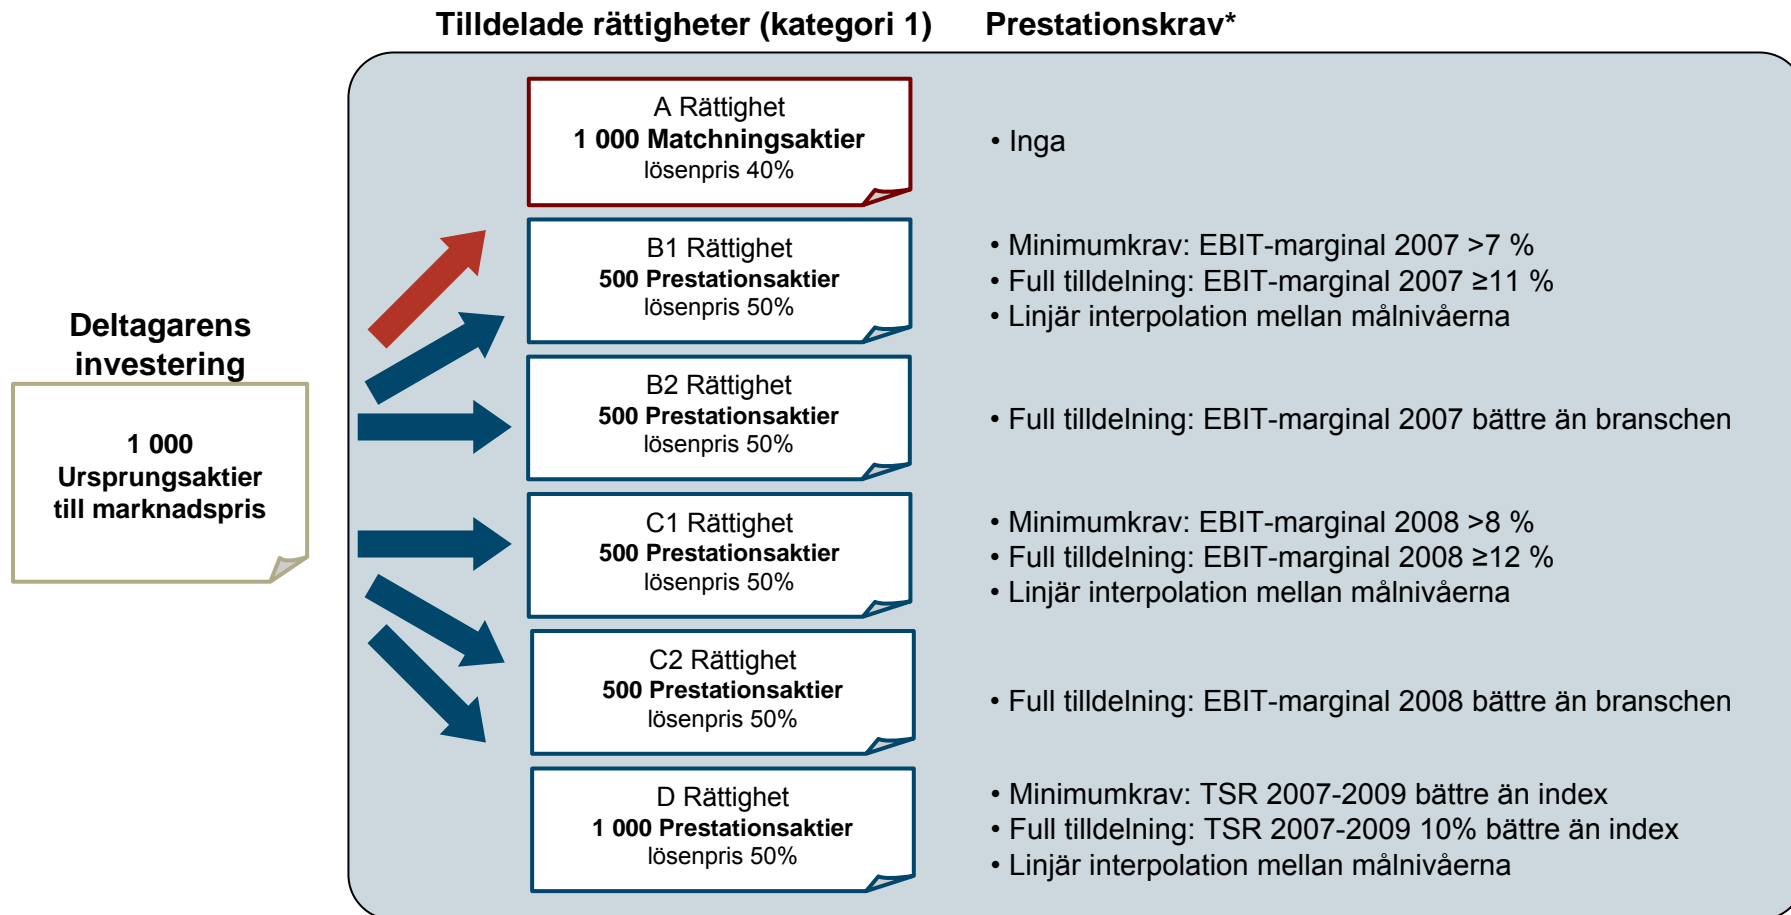 Tilldelade rättigheter (kategori 1)
Prestationskrav*
Deltagarens
investering
1 000
Ursprungsaktier
till marknadspris
A Rättighet
1 000 Matchningsaktier
lösenpris 40%
• Inga
B1 Rättighet
500 Prestationsaktier
lösenpris 50%
• Minimumkrav: EBIT-marginal 2007 >7 %
• Full tilldelning: EBIT-marginal 2007 ≥11 %
• Linjär interpolation mellan målnivåerna
B2 Rättighet
500 Prestationsaktier
lösenpris 50%
• Full tilldelning: EBIT-marginal 2007 bättre än branschen
C1 Rättighet
500 Prestationsaktier
lösenpris 50%
• Minimumkrav: EBIT-marginal 2008 >8 %
• Full tilldelning: EBIT-marginal 2008 ≥12 %
• Linjär interpolation mellan målnivåerna
C2 Rättighet
500 Prestationsaktier
lösenpris 50%
• Full tilldelning: EBIT-marginal 2008 bättre än branschen
D Rättighet
1 000 Prestationsaktier
lösenpris 50%
• Minimumkrav: TSR 2007-2009 bättre än index
• Full tilldelning: TSR 2007-2009 10% bättre än index
• Linjär interpolation mellan målnivåerna